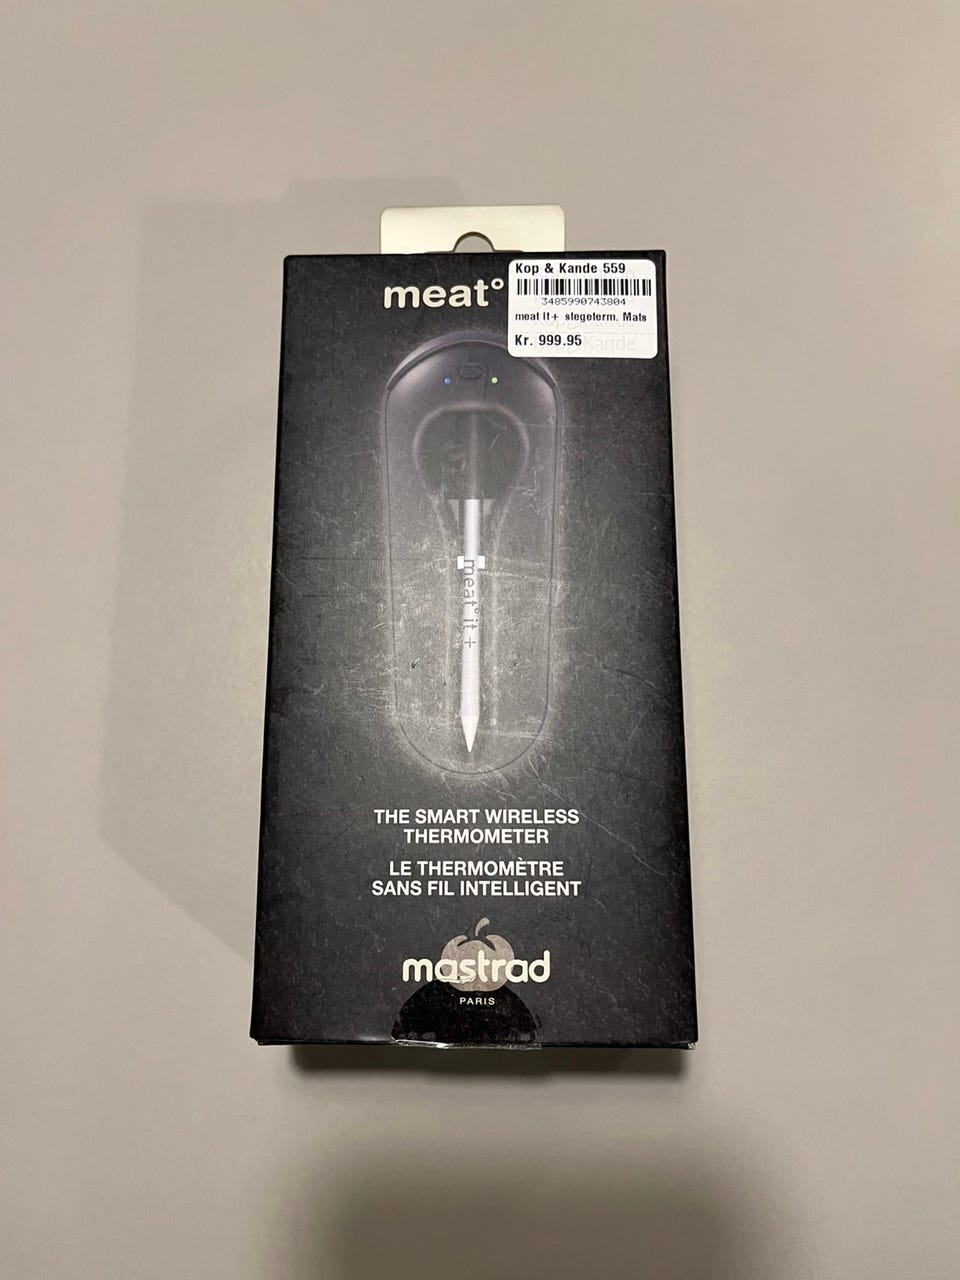 meat°
Kop & Kande 559
3485990743804
meat it+ stegeterm. Mats
Kr. 999.95
meat° it +
THE SMART WIRELESS
THERMOMETER
LE THERMOMÈTRE
SANS FIL INTELLIGENT
mastrad
PARIS